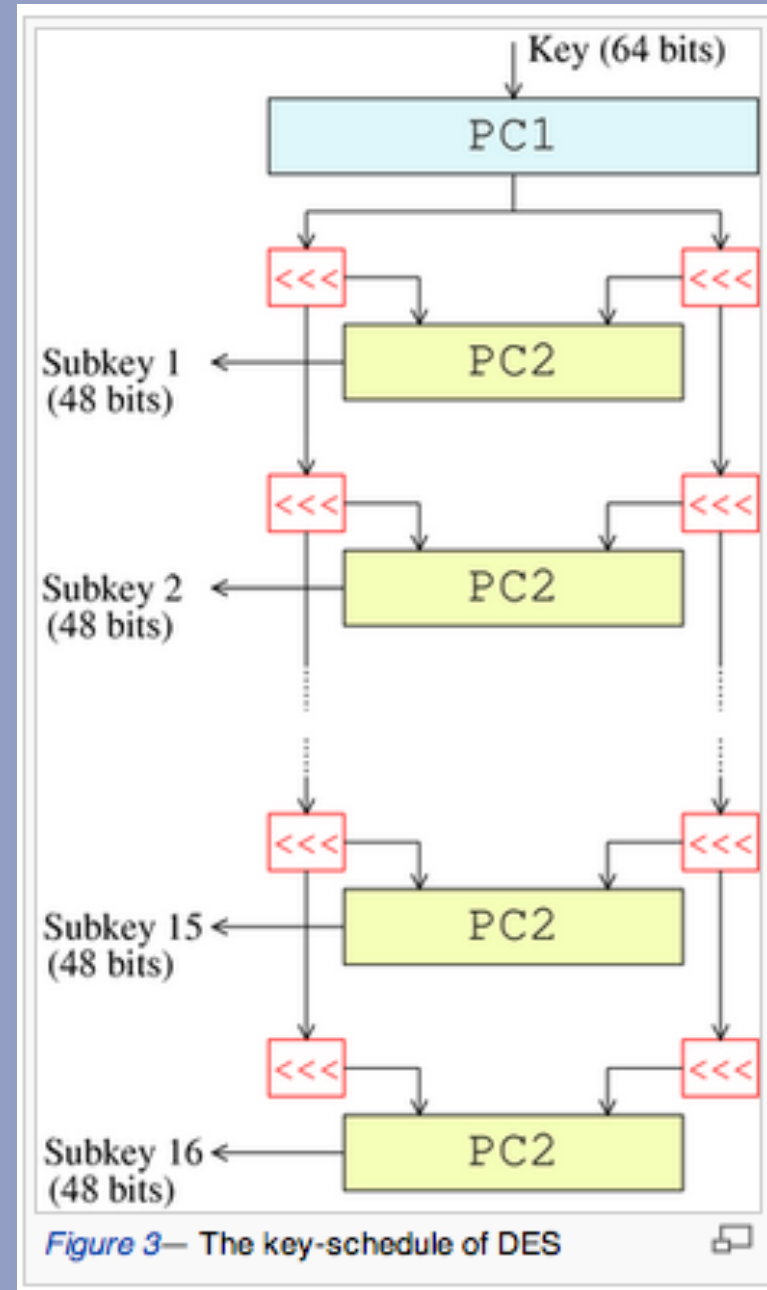 Key (64 bits)
PC1
<<< <<<
Subkey 1
(48 bits)
PC2
<<< <<<
Subkey 2
(48 bits)
PC2
<<< <<<
Subkey 15
(48 bits)
PC2
<<< <<<
Subkey 16
(48 bits)
PC2
Figure 3— The key-schedule of DES